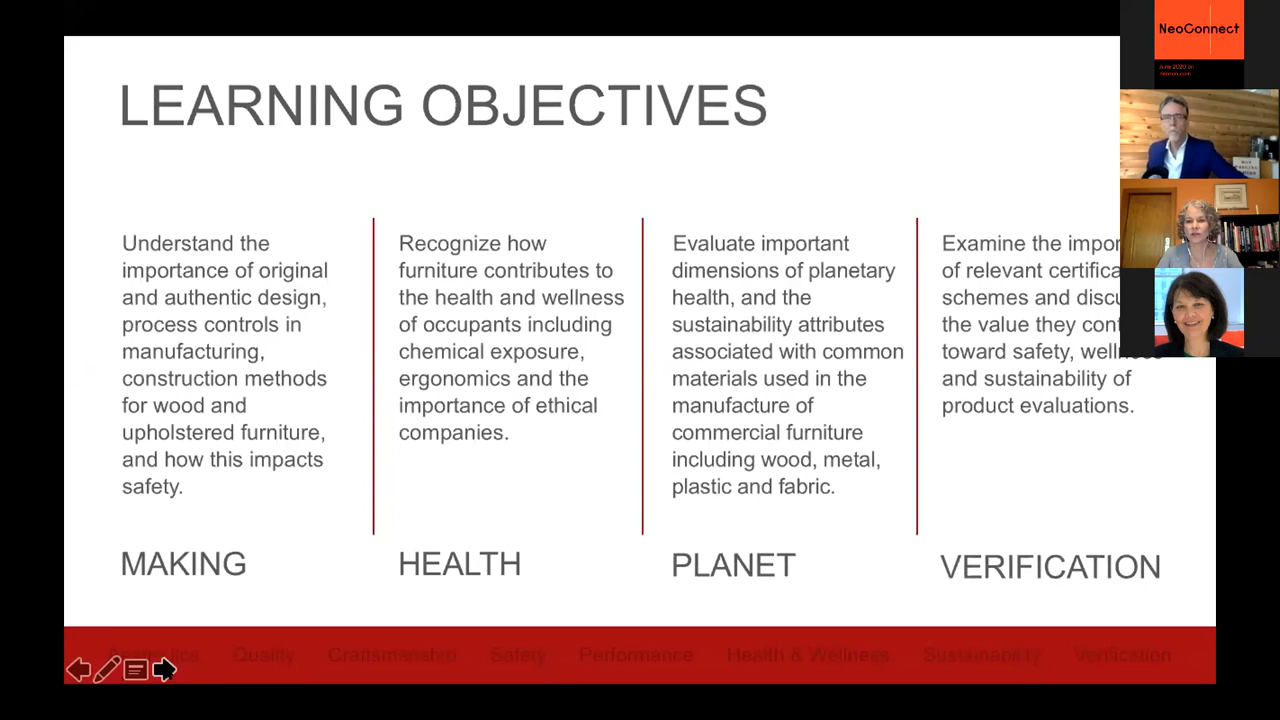 LEARNING OBJECTIVES
Understand the
importance of original
and authentic design,
process controls in
manufacturing,
construction methods
for wood and
upholstered furniture,
and how this impacts
safety.
MAKING
Recognize how
furniture contributes to
the health and wellness
of occupants including
chemical exposure,
ergonomics and the
importance of ethical
companies.
HEALTH
Evaluate important
dimensions of planetary
health, and the
sustainability attributes
associated with common
materials used in the
manufacture of
commercial furniture
including wood, metal,
plastic and fabric.
PLANET
Examine the impor
of relevant certifica
schemes and discu
the value they con
toward safety, wellness
and sustainability of
product evaluations.
VERIFICATION
Quality Craftsmanship Safety Performance Health & Wellness Sustainability Verification
NeoConnect
June 2020 on